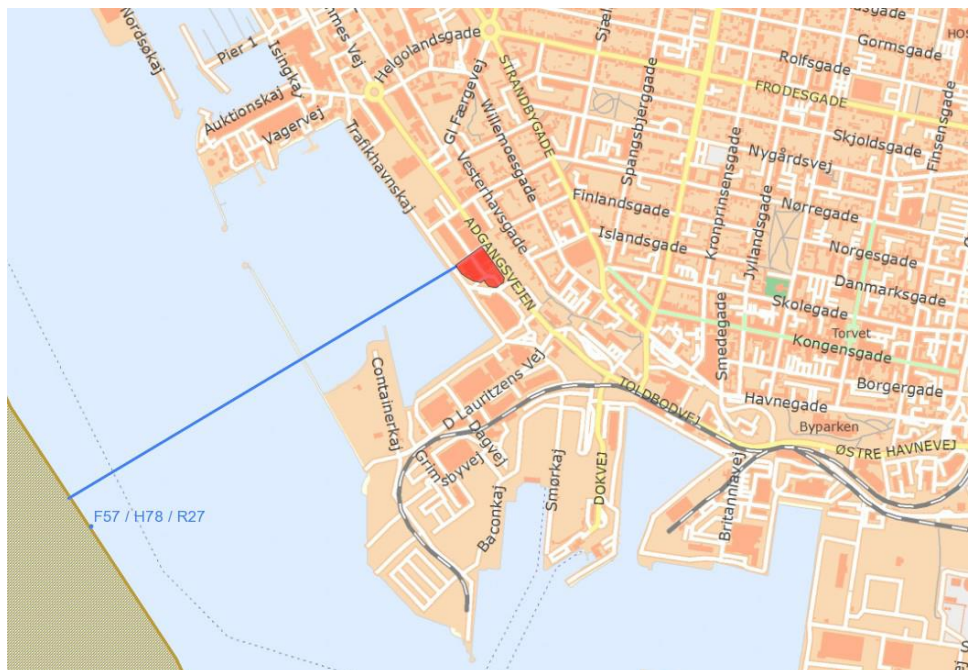 Nordsøkaj
Pier 1
Isingkaj
Helgolandsgade
Auktionskaj
Vagervej
Trafikhavnskaj
Gl Færgevej
Willemoesgade
STRANDBYGADE
Vesterhavsgade
ADGANGSVEJEN
Spangsbjerggade
Gormsgade
Rolfsgade
FRODESGADE
Skjoldsgade
Finsensgade
Nygårdsvej
Kronprinsensgade
Jyllandsgade
Finlandsgade
Nørregade
Islandsgade
Norgesgade
Danmarksgade
Skolegade
Torvet
Kongensgade
Smedegade
Borgergade
Havnegade
Byparken
TOLDBODVEJ
ØSTRE HAVNEVEJ
Containerkaj
D Lauritzens Vej
Dagvej
Grimsbyvej
Baconkaj
Smørkaj
DOKVEJ
Britanniavej
F57 / H78 / R27